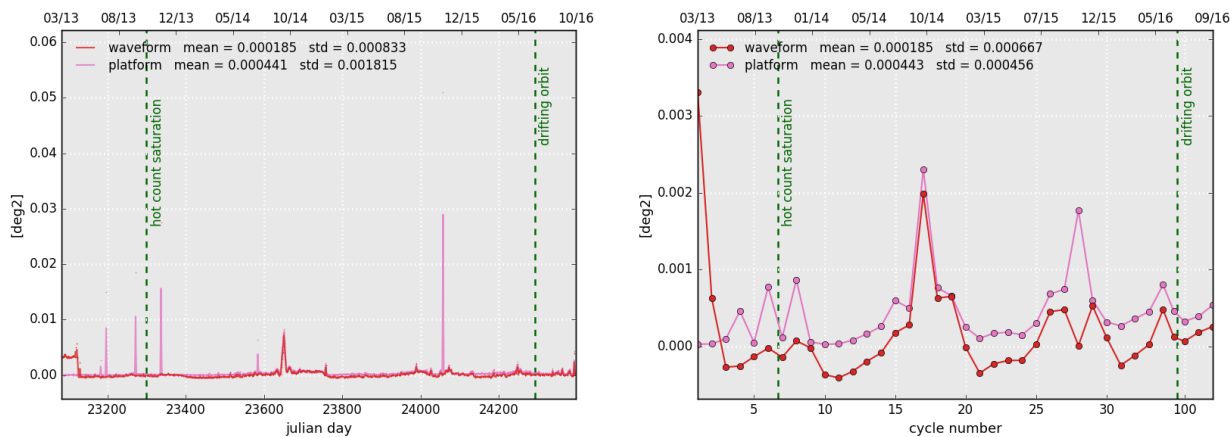 03/13 08/13 12/13 05/14 10/14 03/15 08/15 12/15 05/16 10/16
waveform mean = 0.000185 std = 0.000833
platform mean = 0.000441 std = 0.001815
0.06
0.05
0.04
0.03
0.02
0.01
0.00
[deg2]
hot count saturation
drifting orbit
23200 23400 23600 23800 24000 24200
julian day
03/13 08/13 01/14 05/14 10/14 03/15 07/15 12/15 05/16 09/16
waveform mean = 0.000185 std = 0.000667
platform mean = 0.000443 std = 0.000456
0.004
0.003
0.002
0.001
0.000
[deg2]
hot count saturation
drifting orbit
5 10 15 20 25 30 100
cycle number